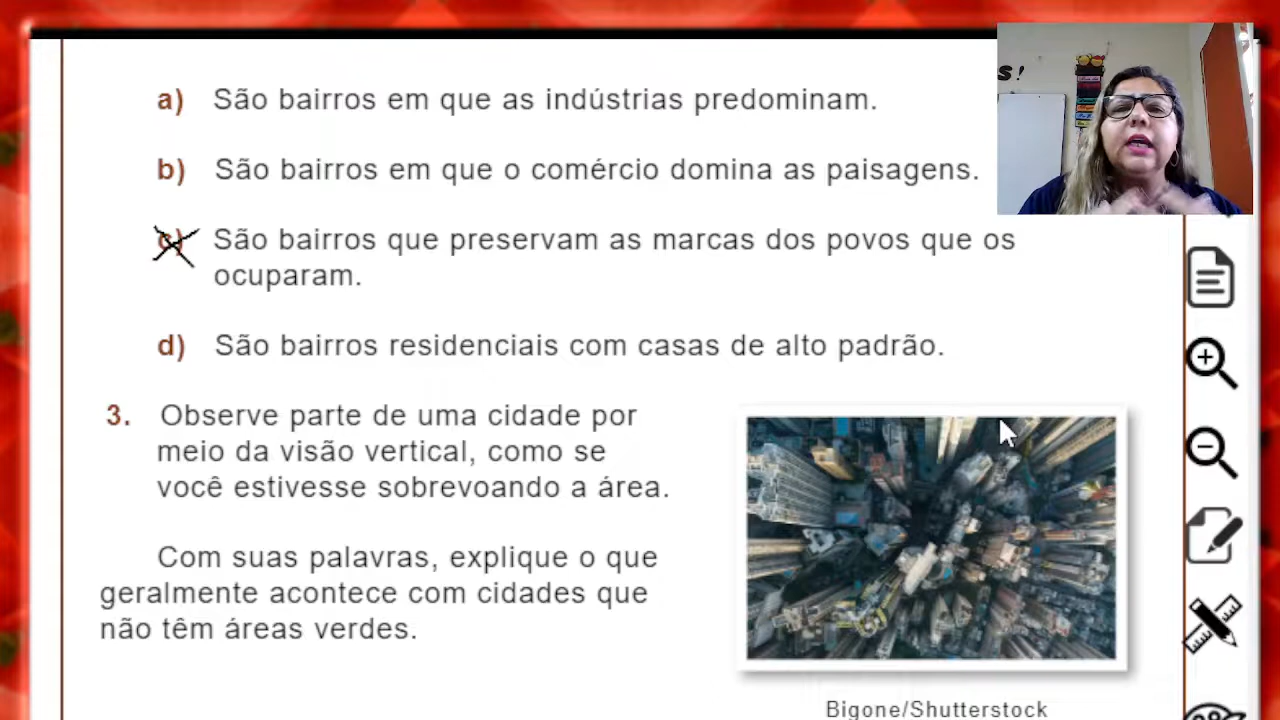 S!
a) São bairros em que as indústrias predominam.
b) São bairros em que o comércio domina as paisagens.
c) São bairros que preservam as marcas dos povos que os
ocuparam.
d) São bairros residenciais com casas de alto padrão.
3. Observe parte de uma cidade por
meio da visão vertical, como se
você estivesse sobrevoando a área.
Com suas palavras, explique o que
geralmente acontece com cidades que
não têm áreas verdes.
Bigone/Shutterstock